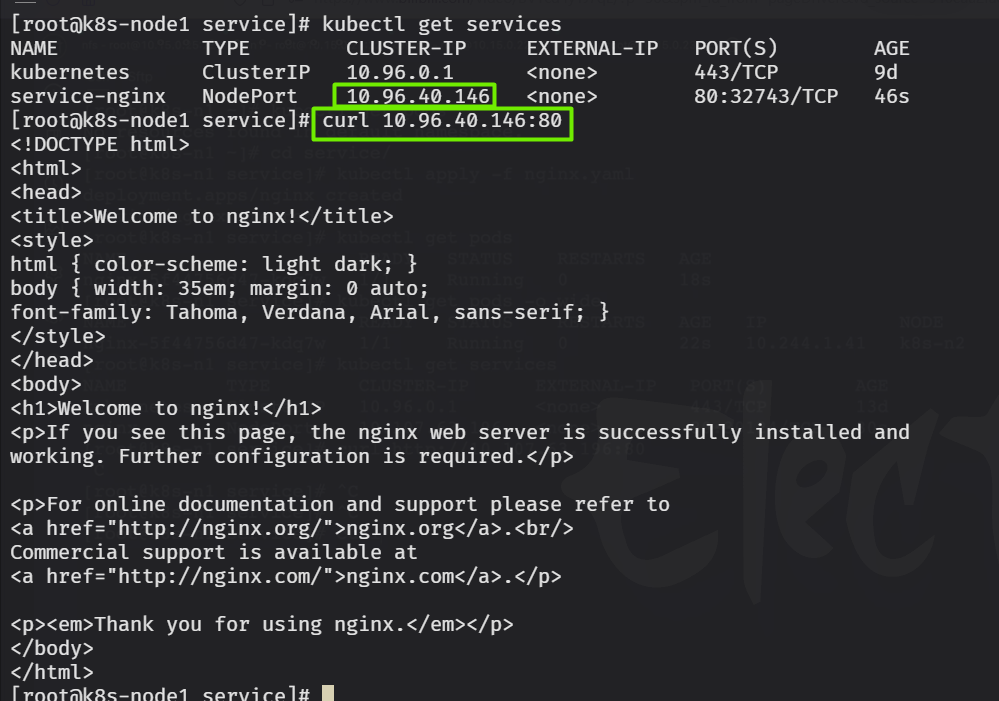 [root@k8s-node1 service]# kubectl get services
NAME TYPE CLUSTER-IP EXTERNAL-IP PORT(S) AGE
kubernetes ClusterIP 10.96.0.1 <none> 443/TCP 9d
service-nginx NodePort 10.96.40.146 <none> 80:32743/TCP 46s
[root@k8s-node1 service]# curl 10.96.40.146:80
<!DOCTYPE html>
<html>
<head>
<title>Welcome to nginx!</title>
<style>
html { color-scheme: light dark; }
body { width: 35em; margin: 0 auto;
font-family: Tahoma, Verdana, Arial, sans-serif; }
</style>
</head>
<body>
<h1>Welcome to nginx!</h1>
<p>If you see this page, the nginx web server is successfully installed and
working. Further configuration is required.</p>

<p>For online documentation and support please refer to
<a href="http://nginx.org/">nginx.org</a>.<br/>
Commercial support is available at
<a href="http://nginx.com/">nginx.com</a>.</p>

<p><em>Thank you for using nginx.</em></p>
</body>
</html>
[root@k8s-node1 service]#